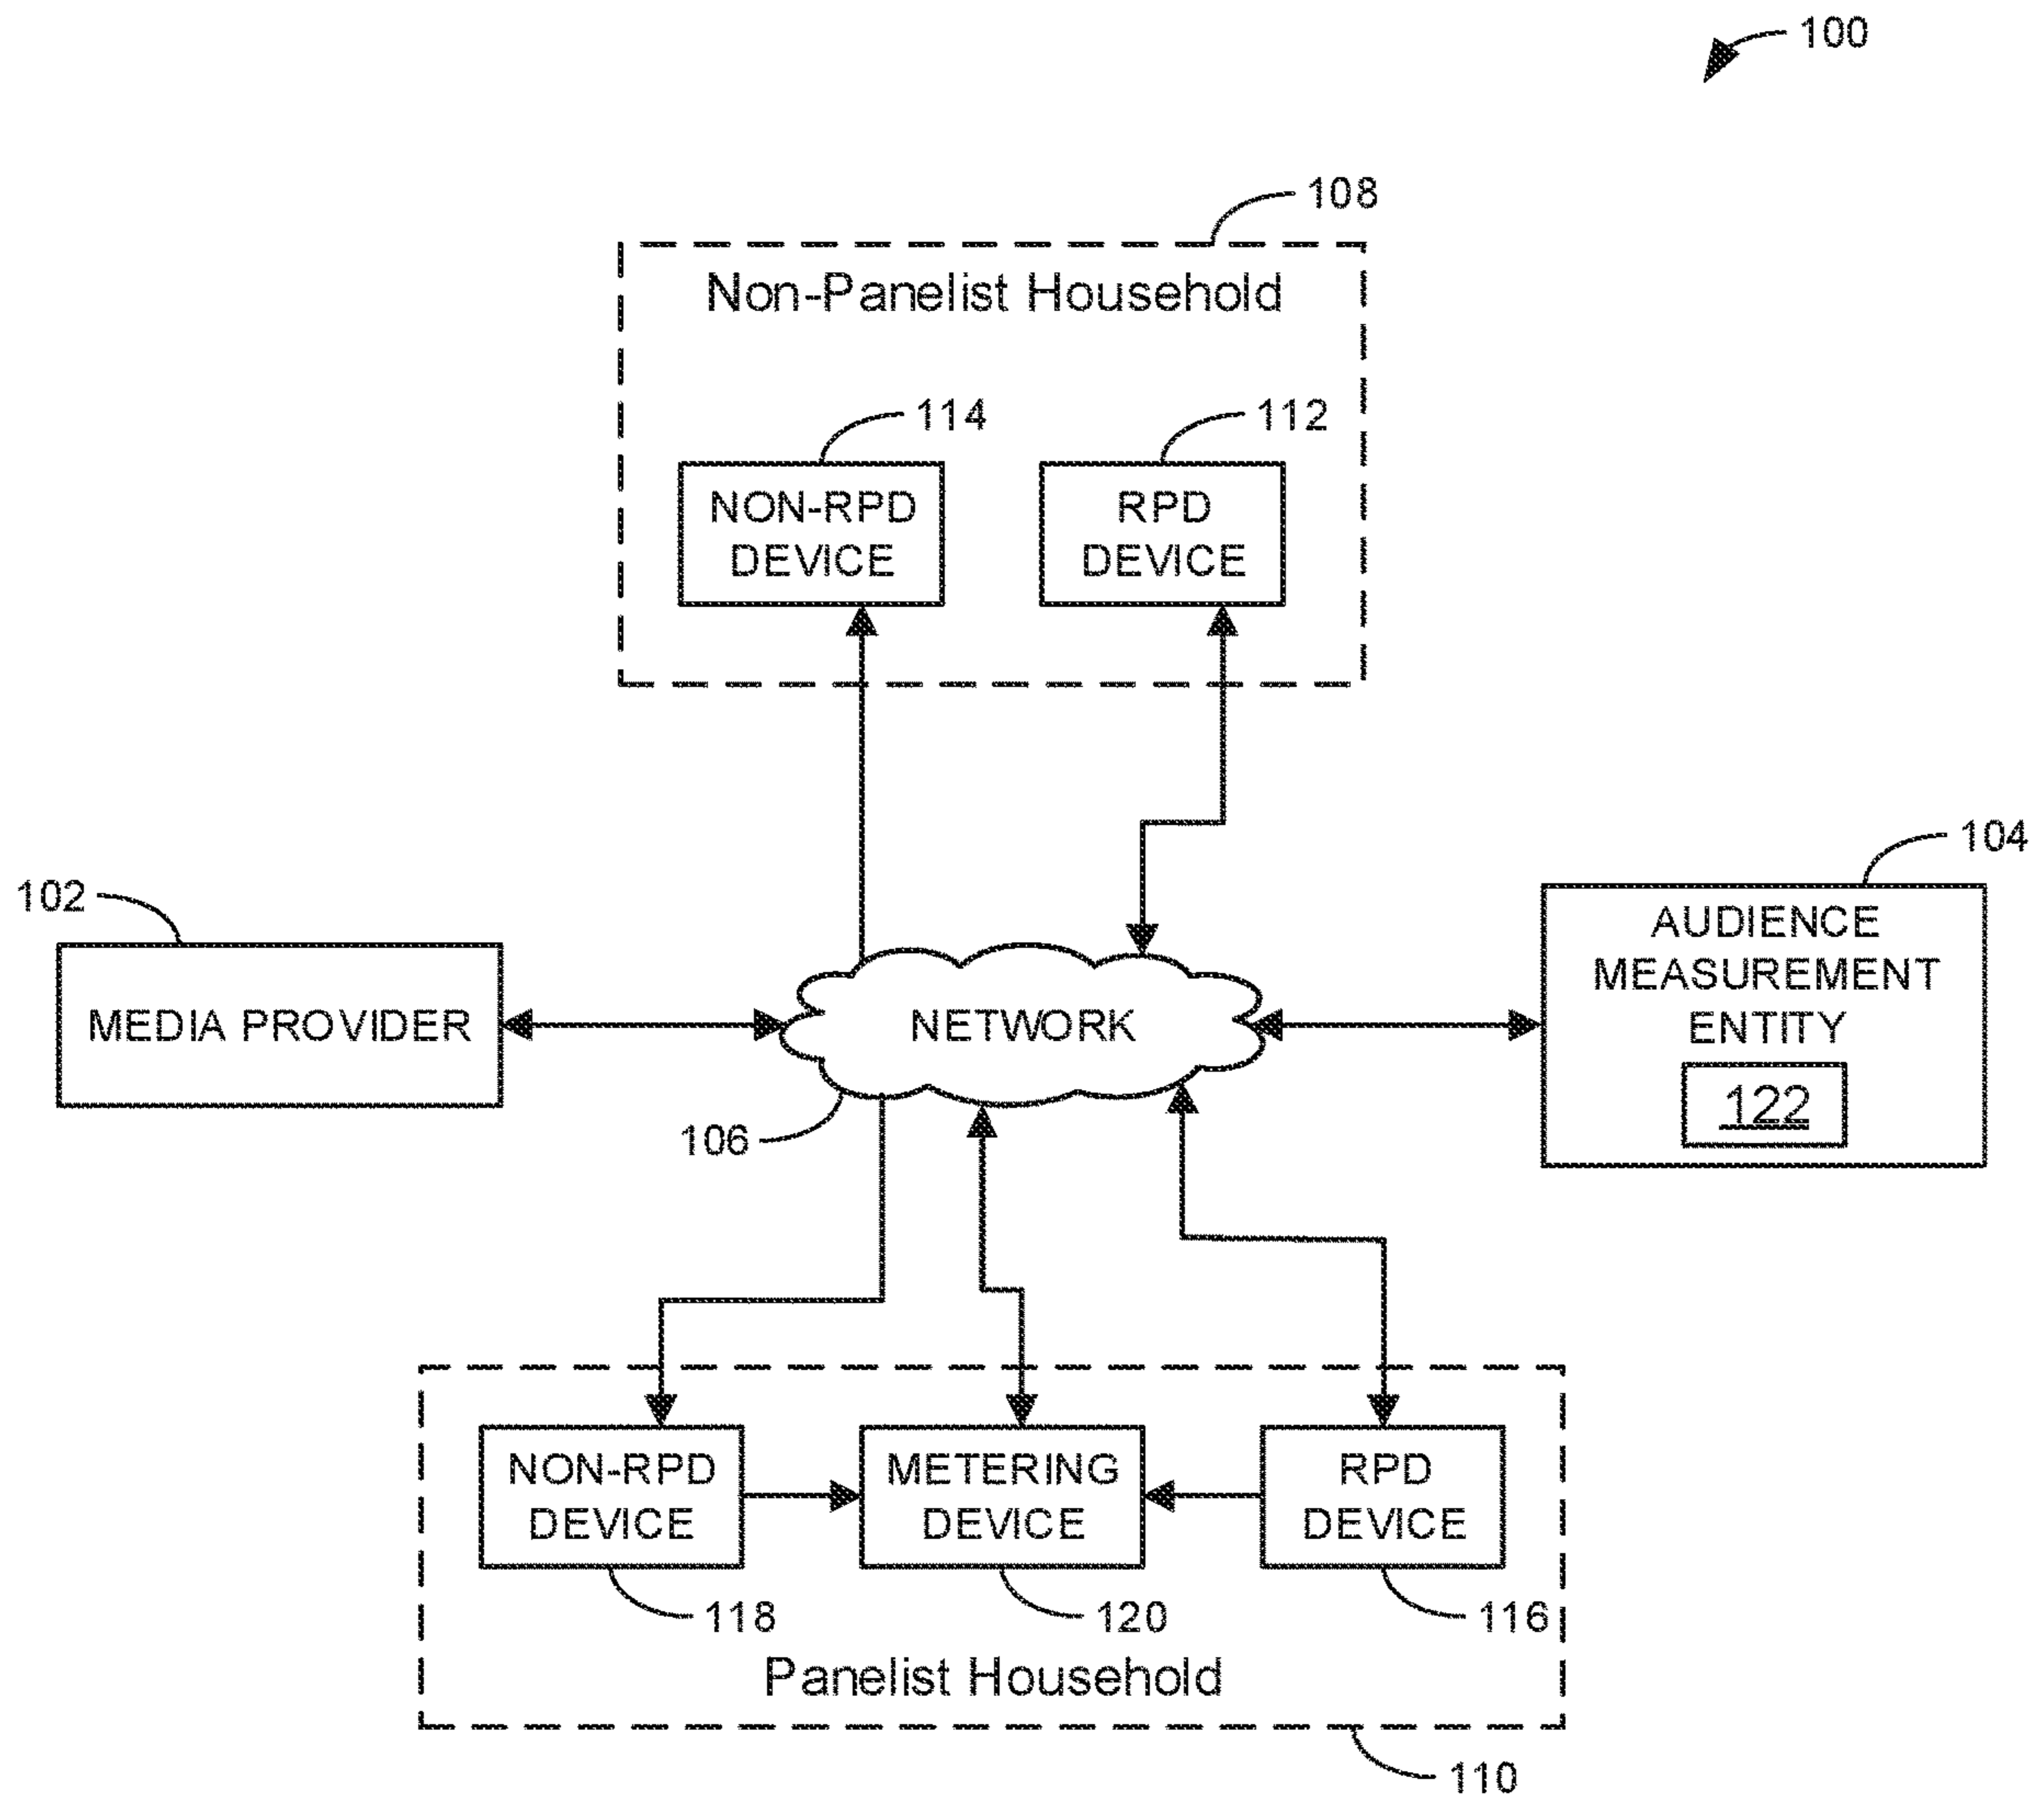 100
108
Non-Panelist Household
114
112
NON-RPD
DEVICE
RPD
DEVICE
104
102
AUDIENCE
MEASUREMENT
ENTITY
122
MEDIA PROVIDER
NETWORK
106
NON-RPD
DEVICE
METERING
DEVICE
RPD
DEVICE
118
120
116
Panelist Household
110